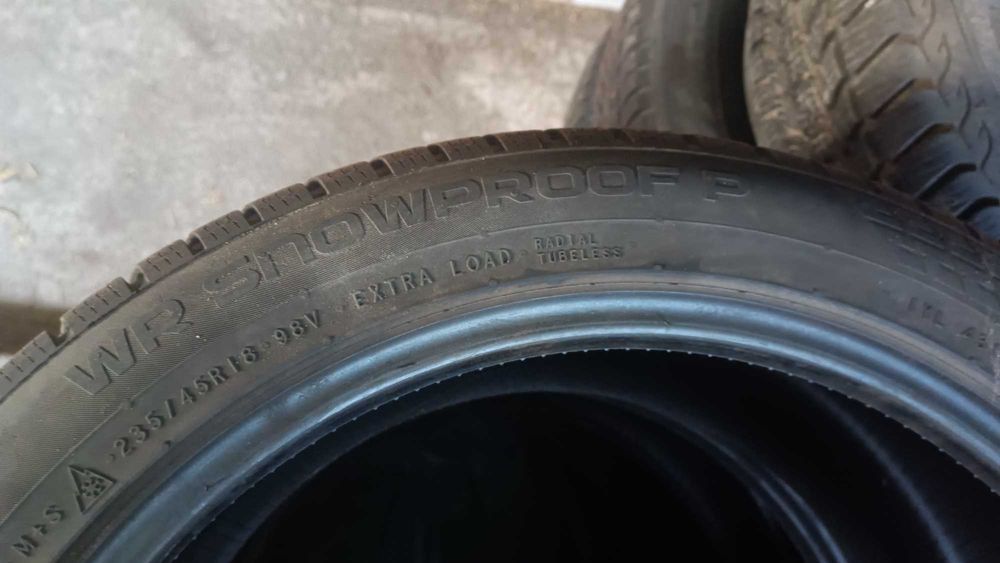 WR SNOWPROOF P
M+S 235/45R18 98V EXTRA LOAD RADIAL
TUBELESS